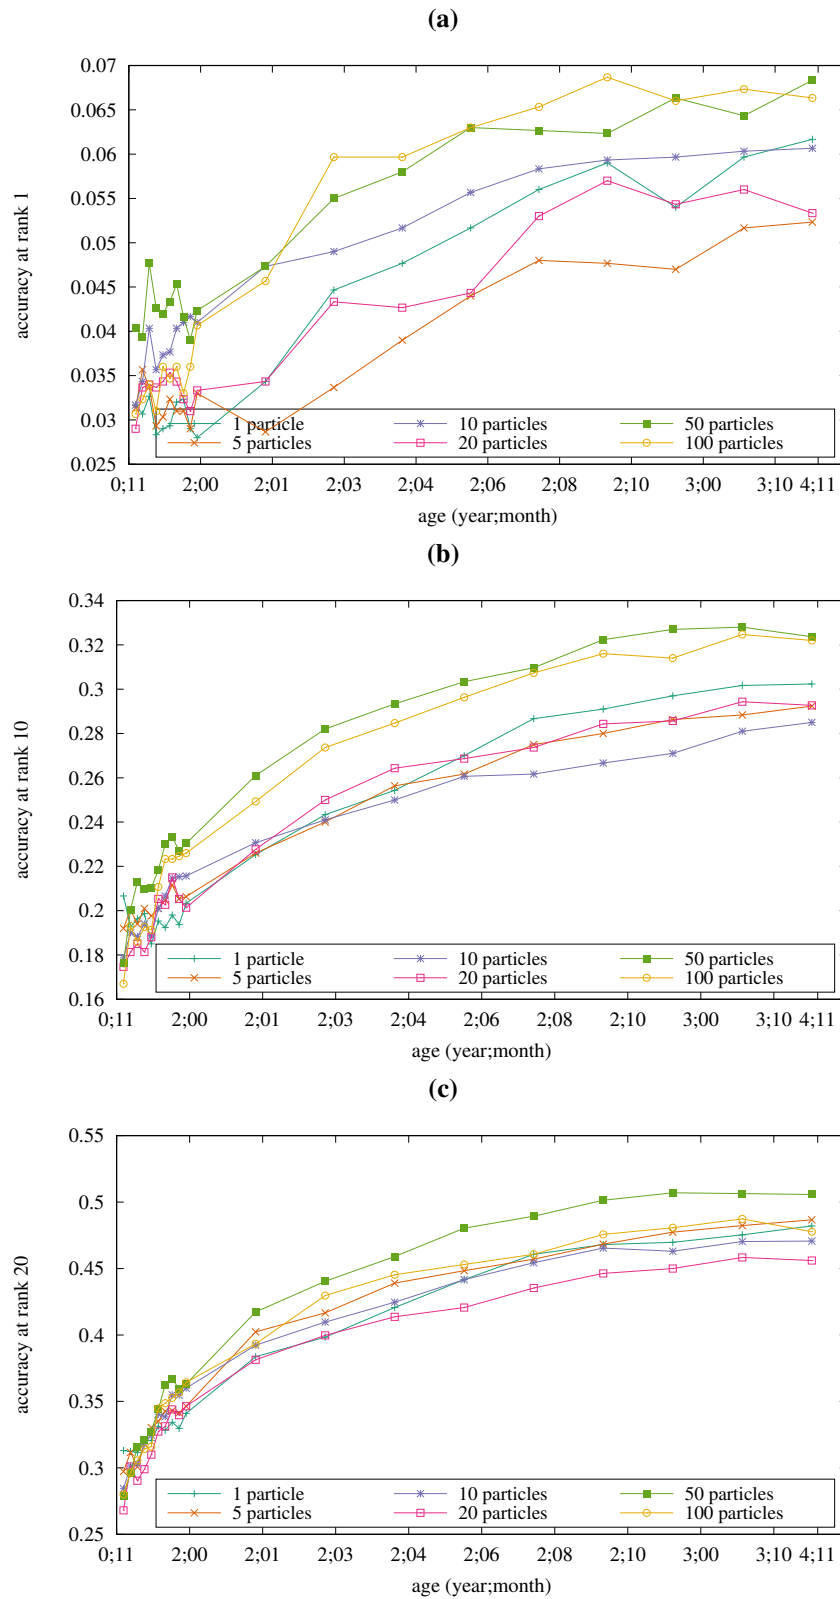 (a)
0.07
0.065
0.06
0.055
0.05
0.045
0.04
0.035
0.03
0.025
accuracy at rank 1
1 particle
10 particles
50 particles
5 particles
20 particles
100 particles
0;11 2;00 2;01 2;03 2;04 2;06 2;08 2;10 3;00 3;10 4;11
age (year;month)
(b)
0.34
0.32
0.3
0.28
0.26
0.24
0.22
0.2
0.18
0.16
accuracy at rank 10
1 particle
10 particles
50 particles
5 particles
20 particles
100 particles
0;11 2;00 2;01 2;03 2;04 2;06 2;08 2;10 3;00 3;10 4;11
age (year;month)
(c)
0.55
0.5
0.45
0.4
0.35
0.3
0.25
accuracy at rank 20
1 particle
10 particles
50 particles
5 particles
20 particles
100 particles
0;11 2;00 2;01 2;03 2;04 2;06 2;08 2;10 3;00 3;10 4;11
age (year;month)